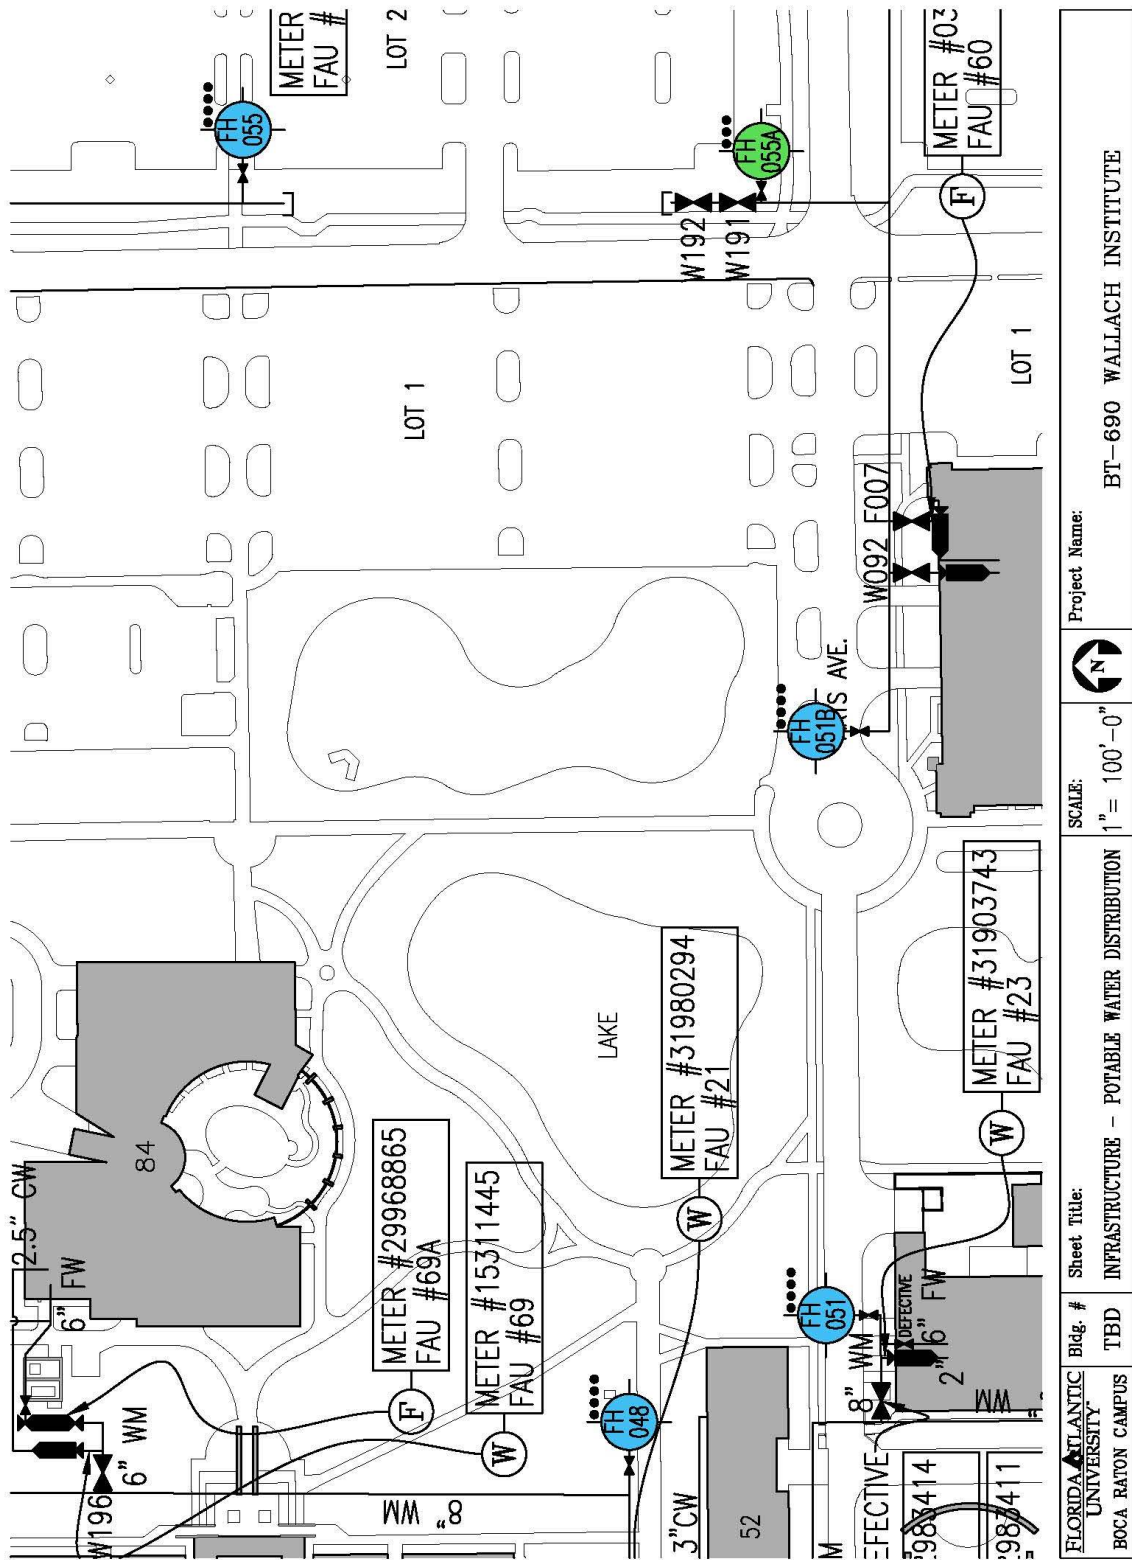 METER
FAU #
LOT 2
FH
055
FH
055A
METER #03
FAU #60
F
W192
W191
LOT 1
LOT 1
W092 F007
FH
051B
RIS AVE.
2.5" CW
84
FW
6"
METER #29968865
FAU #69A
METER #15311445
FAU #69
LAKE
METER #31980294
FAU #21
W
METER #31903743
FAU #23
W
F
W
6" WM
W196
8" WM
FH
048
FH
051
3"CW
52
DEFECTIVE
6" FW
2"
8" WM
WM
EFECTIVE
983414
983411
FLORIDA ATLANTIC
UNIVERSITY
BOCA RATON CAMPUS
Bldg. #
TBD
Sheet Title:
INFRASTRUCTURE - POTABLE WATER DISTRIBUTION
SCALE:
1"= 100'-0"
N
Project Name:
BT-690 WALLACH INSTITUTE